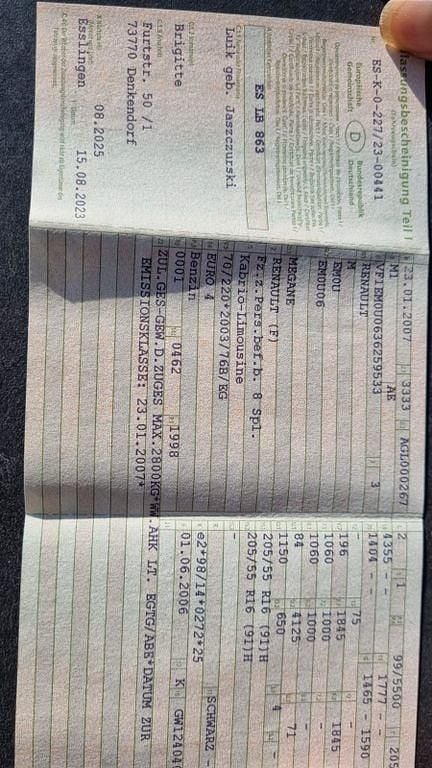 lassungsbescheinigung Teil I
ES-K-0-227/23-00441
Europäische Gemeinschaft
D
Bundesrepublik Deutschland
ES LB 863
Luik geb. Jaszczurski
Brigitte
Furtstr. 50 /1
73770 Denkendorf
08.2025
Esslingen 15.08.2023
23.01.2007 3333 AGL000267
M1 AE
VF1EM0U0636259533 3
RENAULT
M
EM0U
EM0U06
MEGANE
RENAULT (F)
Fz.z.Pers.bef.b. 8 Spl.
Kabrio-Limousine
70/220*2003/76B/EG
EURO 4
Benzin
0001 0462 1998
ZUL.GES-GEW.D.ZUGES MAX.2800KG*W.AHK LT. EGTG/ABE*DATUM ZUR
EMISSIONSKLASSE: 23.01.2007*
2 1 99/5500 205
4355 - - 1777 - -
1404 - - 1465 - 1590
- 75 -
196 1845 - 1845
1060 1000 -
1060 1000 -
84 4125 71
1150 650 4 -
205/55 R16 (91)H
205/55 R16 (91)H
-
SCHWARZ -
e2*98/14*0272*25
01.06.2006 K GW12404